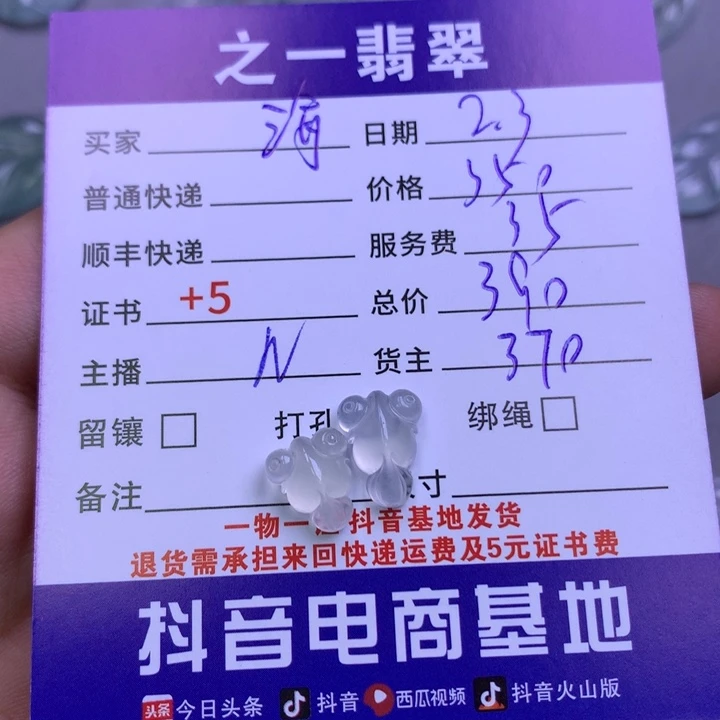 之一翡翠
买家 海 日期 2.3
普通快递 价格 350
顺丰快递 服务费 35
证书 +5 总价 390
主播 N 货主 370
留镶 打孔 绑绳
备注 寸
一物一 抖音基地发货
退货需承担来回快递运费及5元证书费
抖音电商基地
头条 今日头条 抖音 西瓜视频 抖音火山版